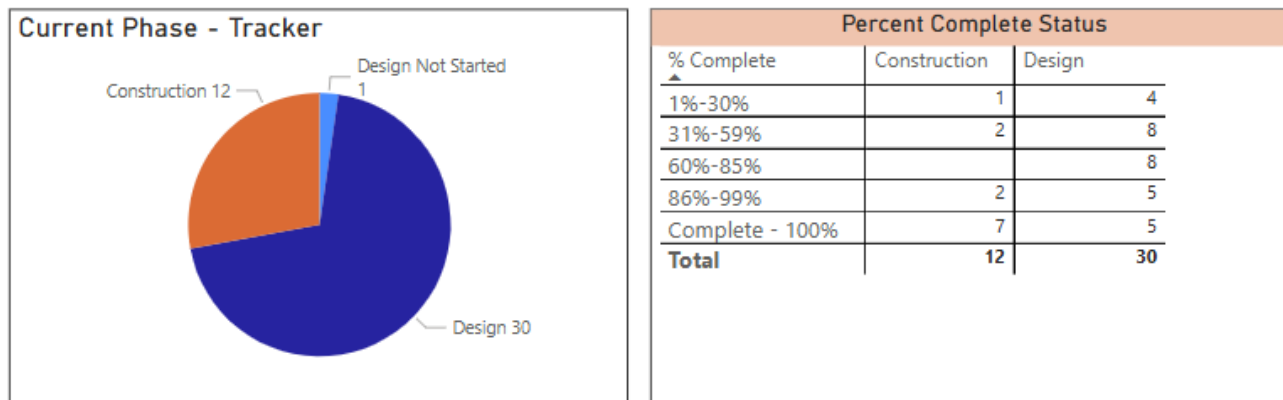 Current Phase - Tracker
Design Not Started
1
Construction 12
Design 30
Percent Complete Status
% Complete Construction Design
1%-30% 1 4
31%-59% 2 8
60%-85% 8
86%-99% 2 5
Complete - 100% 7 5
Total 12 30